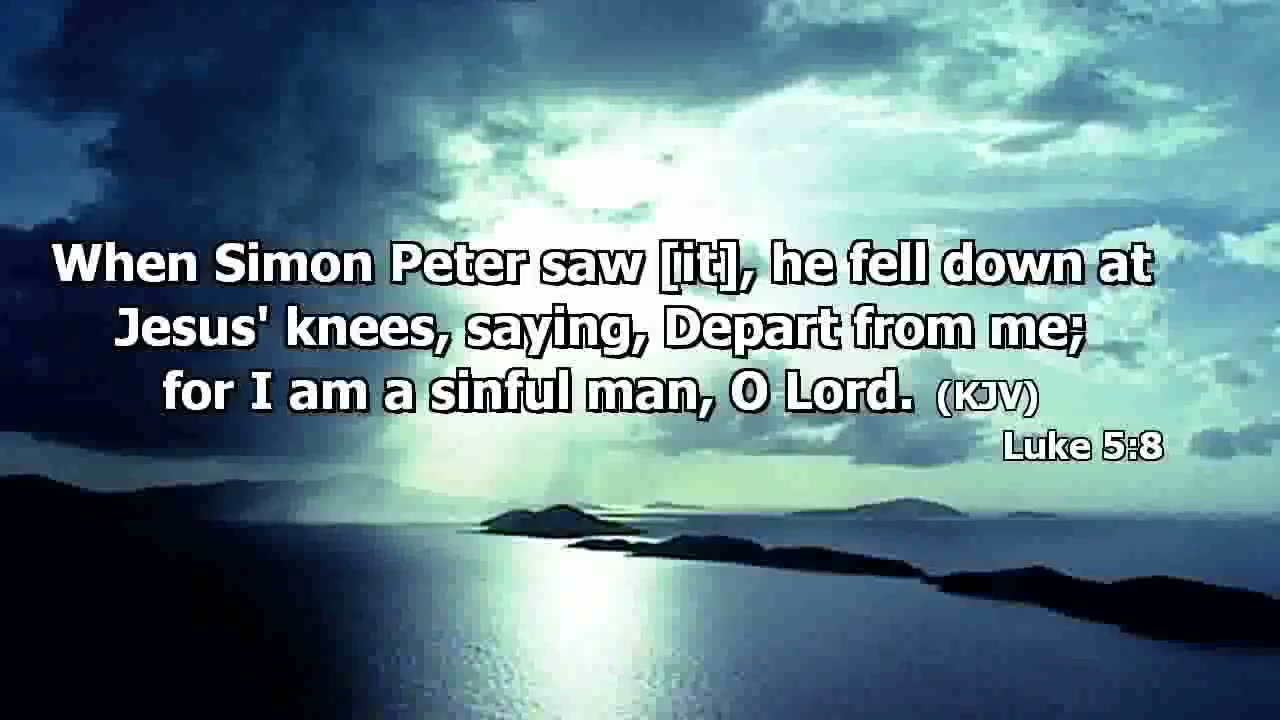 When Simon Peter saw [it], he fell down at
Jesus' knees, saying, Depart from me;
for I am a sinful man, O Lord. (KJV)
Luke 5:8